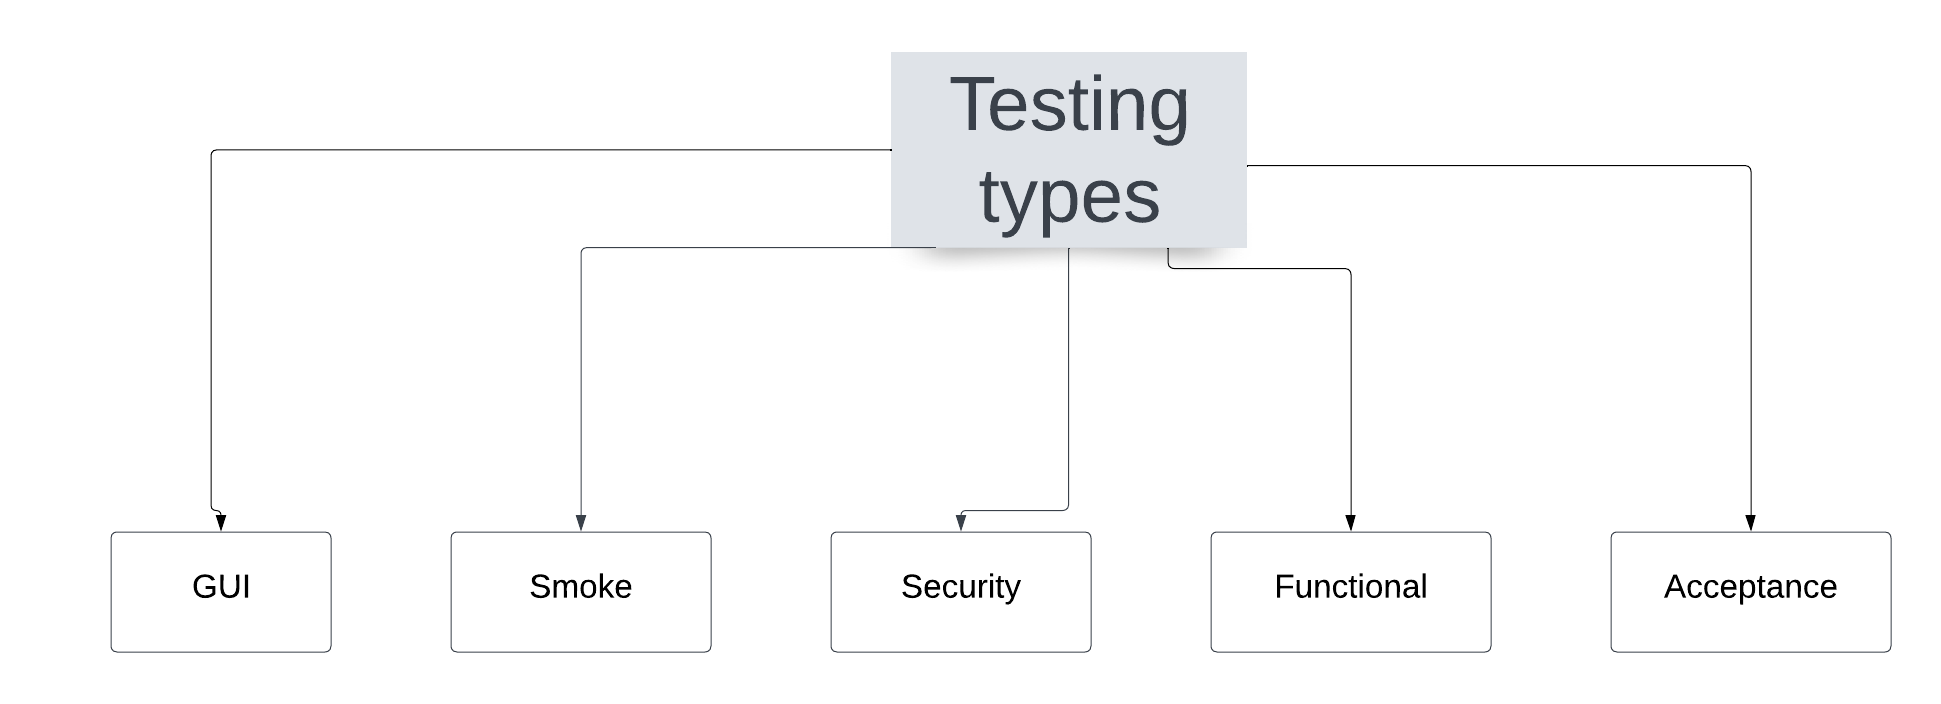 Testing
types
GUI
Smoke
Security
Functional
Acceptance